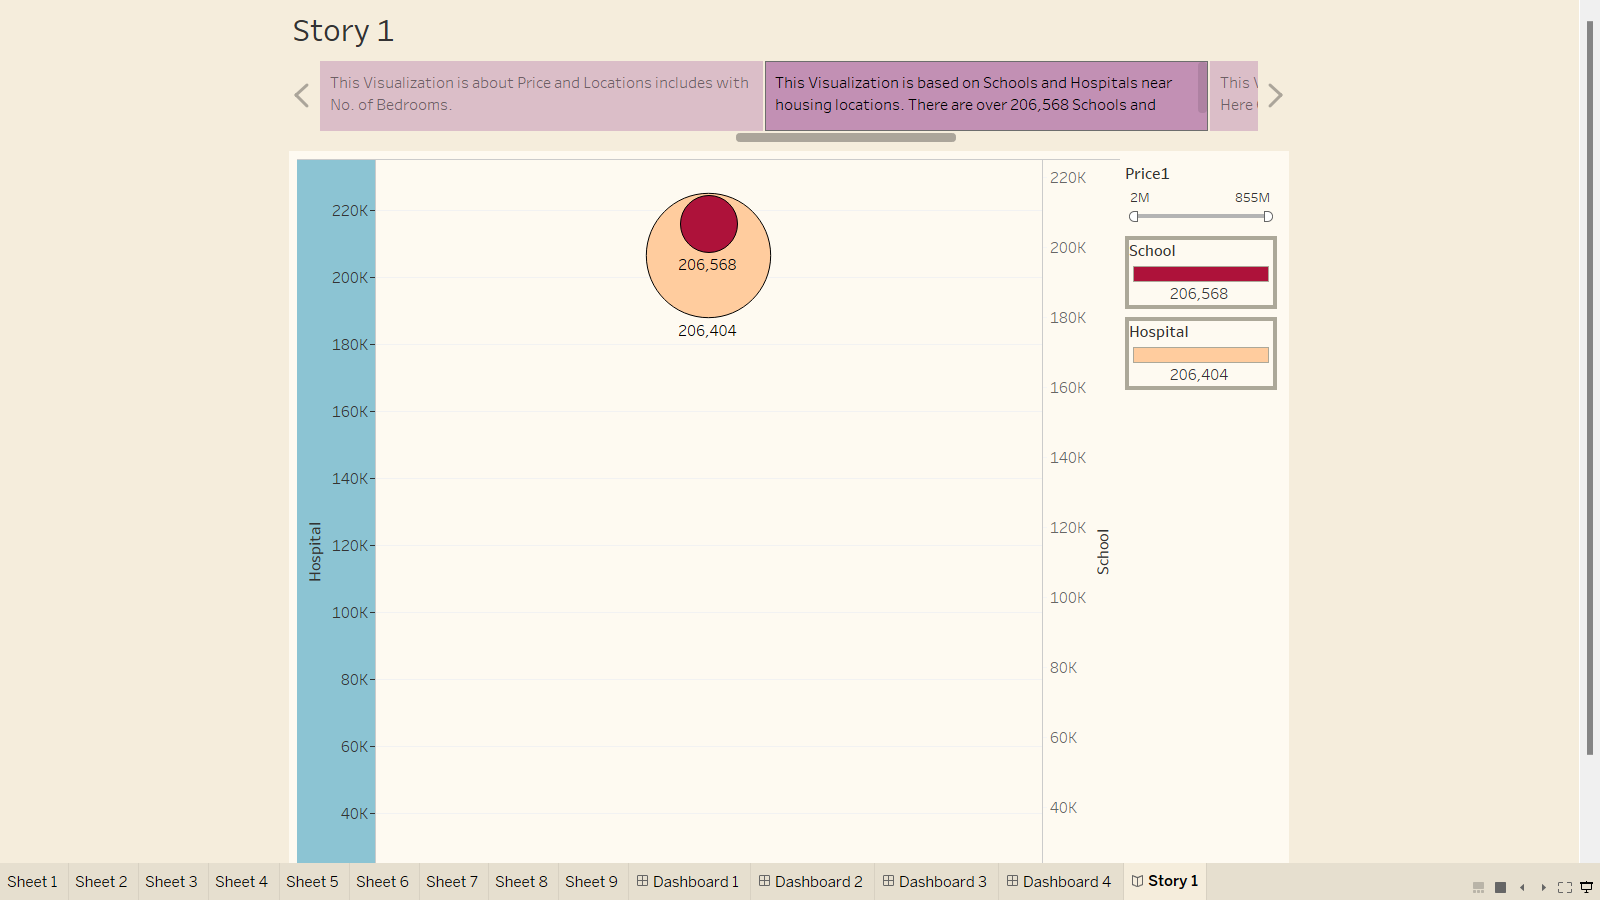 Story 1
This Visualization is about Price and Locations includes with
No. of Bedrooms.
This Visualization is based on Schools and Hospitals near
housing locations. There are over 206,568 Schools and
This
Here
220K
200K
180K
160K
140K
120K
100K
80K
60K
40K
Hospital
206,568
206,404
220K
200K
180K
160K
140K
120K
100K
80K
60K
40K
School
Price1
2M 855M
School
206,568
Hospital
206,404
Sheet 1 Sheet 2 Sheet 3 Sheet 4 Sheet 5 Sheet 6 Sheet 7 Sheet 8 Sheet 9 Dashboard 1 Dashboard 2 Dashboard 3 Dashboard 4 Story 1